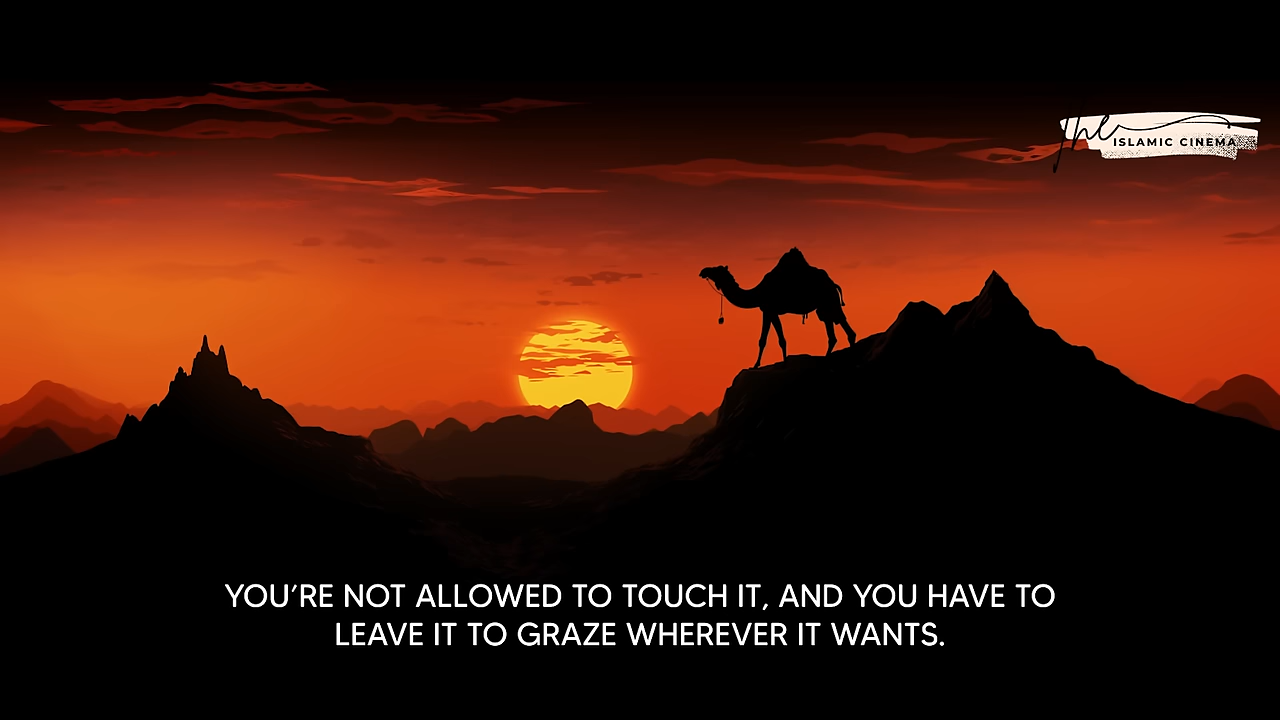 The
ISLAMIC CINEMA
YOU'RE NOT ALLOWED TO TOUCH IT, AND YOU HAVE TO
LEAVE IT TO GRAZE WHEREVER IT WANTS.